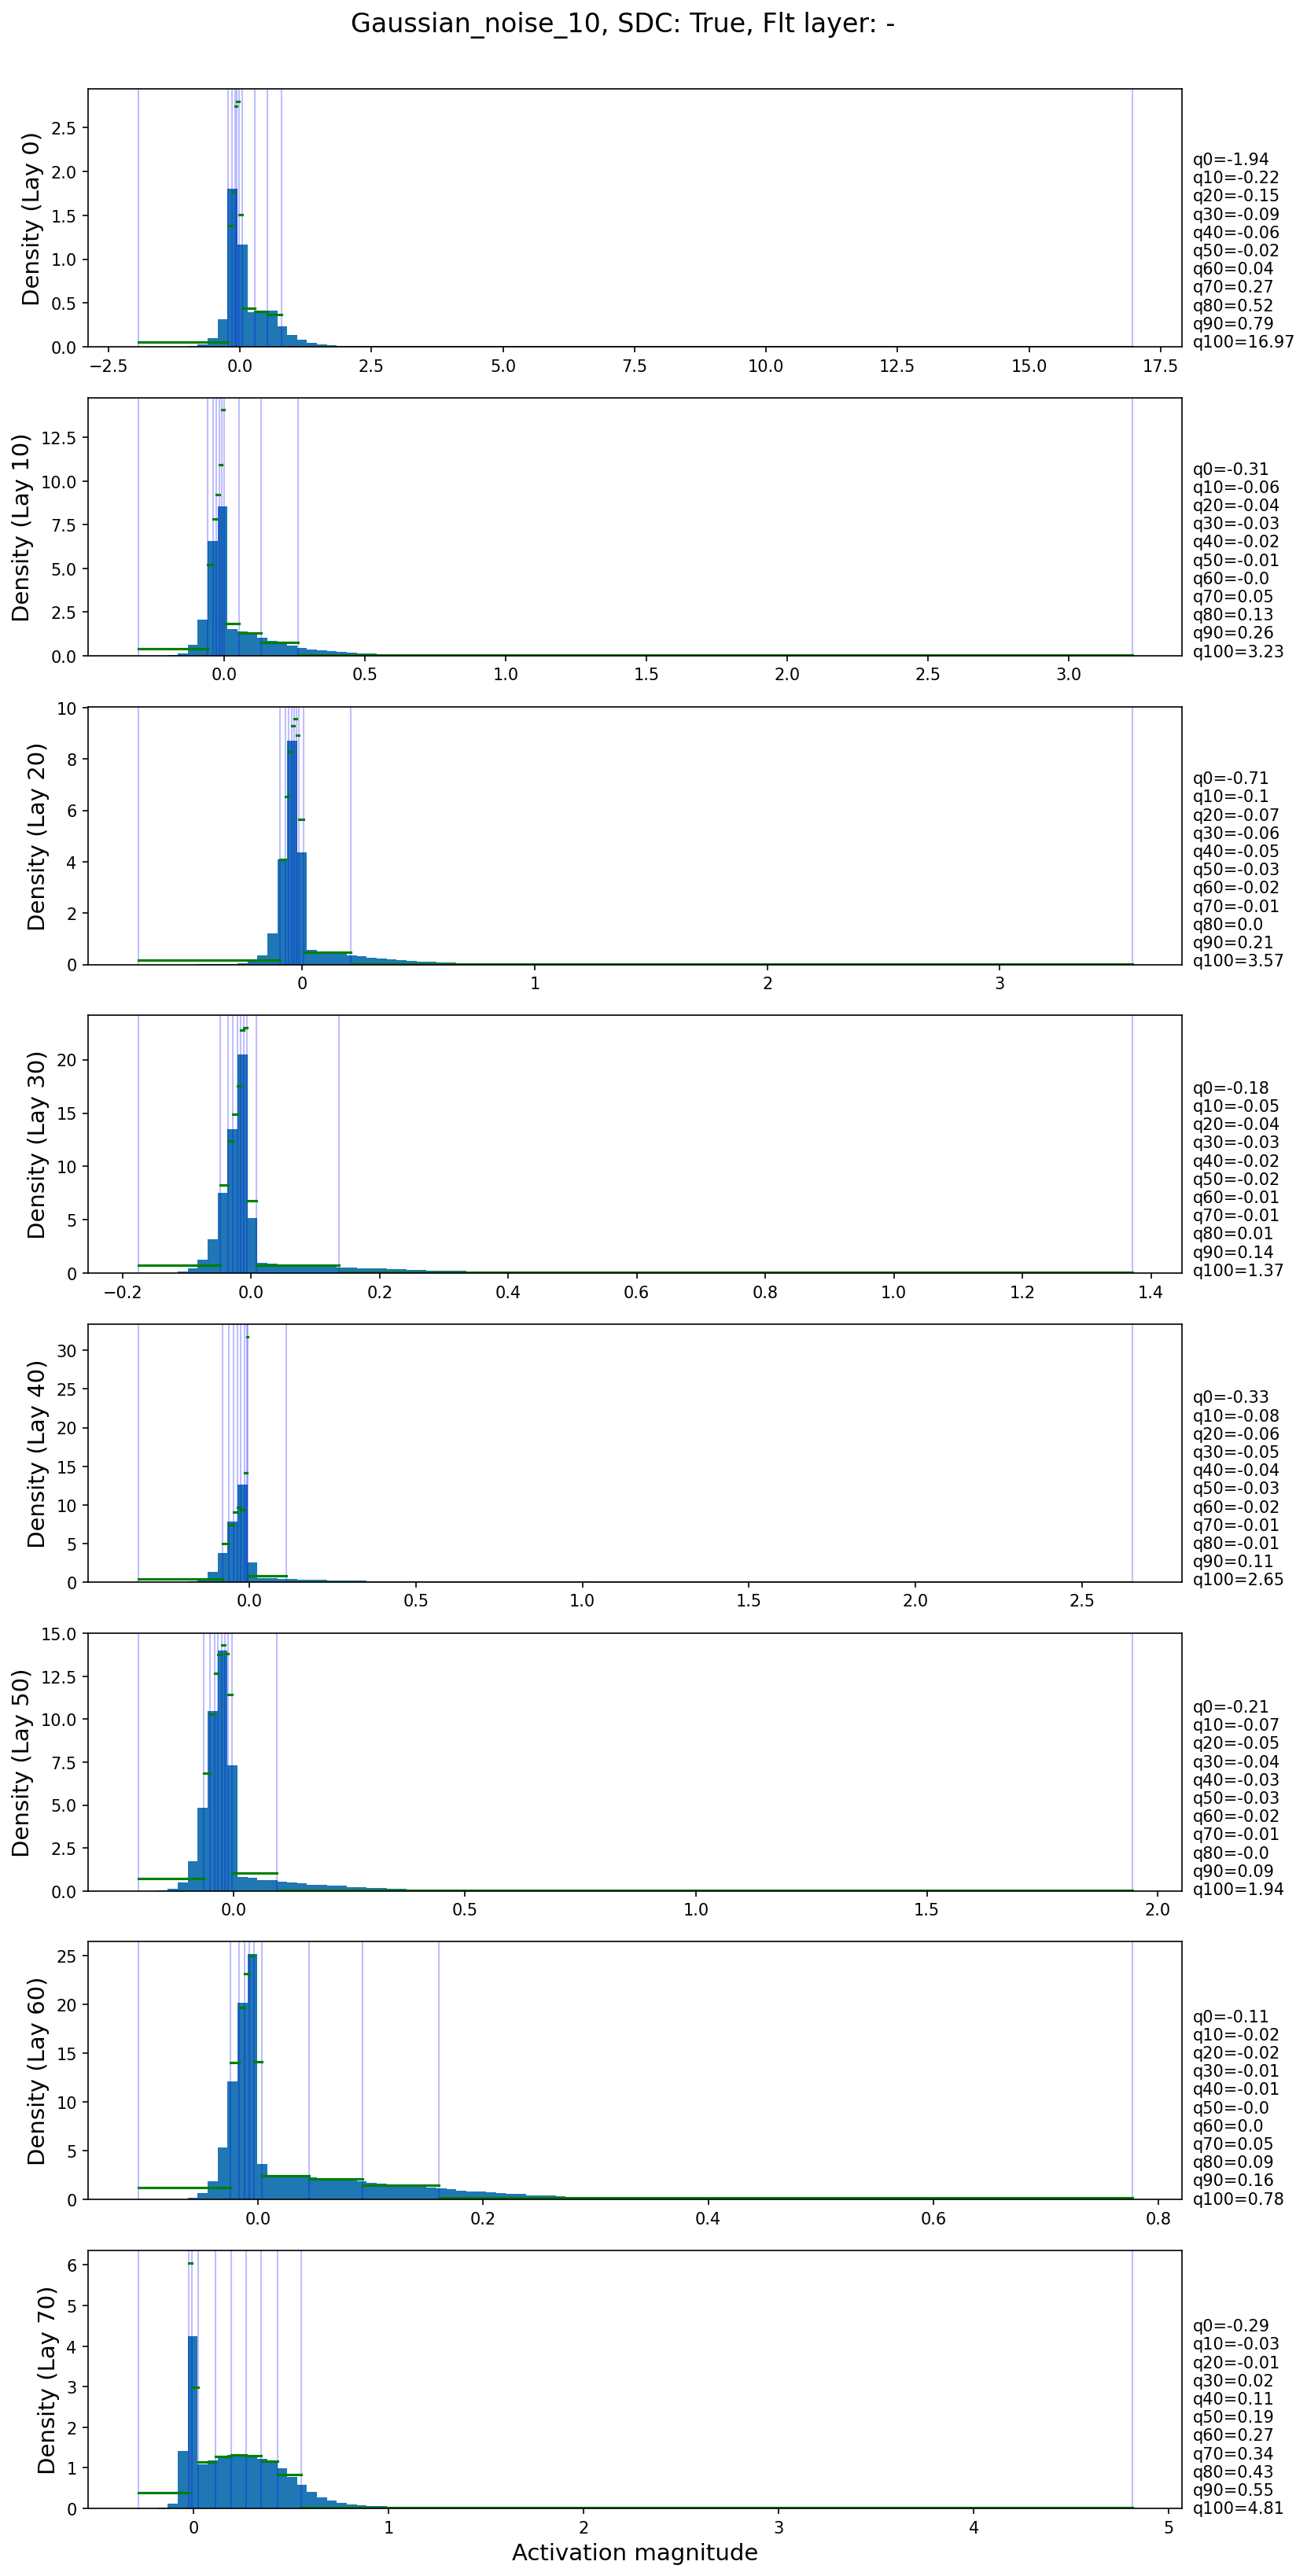 Gaussian_noise_10, SDC: True, Flt layer: -
Density (Lay 0)
2.5
2.0
1.5
1.0
0.5
0.0
−2.5 0.0 2.5 5.0 7.5 10.0 12.5 15.0 17.5
q0=-1.94
q10=-0.22
q20=-0.15
q30=-0.09
q40=-0.06
q50=-0.02
q60=0.04
q70=0.27
q80=0.52
q90=0.79
q100=16.97
Density (Lay 10)
12.5
10.0
7.5
5.0
2.5
0.0
0.0 0.5 1.0 1.5 2.0 2.5 3.0
q0=-0.31
q10=-0.06
q20=-0.04
q30=-0.03
q40=-0.02
q50=-0.01
q60=-0.0
q70=0.05
q80=0.13
q90=0.26
q100=3.23
Density (Lay 20)
10
8
6
4
2
0
0 1 2 3
q0=-0.71
q10=-0.1
q20=-0.07
q30=-0.06
q40=-0.05
q50=-0.03
q60=-0.02
q70=-0.01
q80=0.0
q90=0.21
q100=3.57
Density (Lay 30)
20
15
10
5
0
−0.2 0.0 0.2 0.4 0.6 0.8 1.0 1.2 1.4
q0=-0.18
q10=-0.05
q20=-0.04
q30=-0.03
q40=-0.02
q50=-0.02
q60=-0.01
q70=-0.01
q80=0.01
q90=0.14
q100=1.37
Density (Lay 40)
30
25
20
15
10
5
0
0.0 0.5 1.0 1.5 2.0 2.5
q0=-0.33
q10=-0.08
q20=-0.06
q30=-0.05
q40=-0.04
q50=-0.03
q60=-0.02
q70=-0.01
q80=-0.01
q90=0.11
q100=2.65
Density (Lay 50)
15.0
12.5
10.0
7.5
5.0
2.5
0.0
0.0 0.5 1.0 1.5 2.0
q0=-0.21
q10=-0.07
q20=-0.05
q30=-0.04
q40=-0.03
q50=-0.03
q60=-0.02
q70=-0.01
q80=-0.0
q90=0.09
q100=1.94
Density (Lay 60)
25
20
15
10
5
0
0.0 0.2 0.4 0.6 0.8
q0=-0.11
q10=-0.02
q20=-0.02
q30=-0.01
q40=-0.01
q50=-0.0
q60=0.0
q70=0.05
q80=0.09
q90=0.16
q100=0.78
Density (Lay 70)
6
5
4
3
2
1
0
0 1 2 3 4 5
q0=-0.29
q10=-0.03
q20=-0.01
q30=0.02
q40=0.11
q50=0.19
q60=0.27
q70=0.34
q80=0.43
q90=0.55
q100=4.81
Activation magnitude